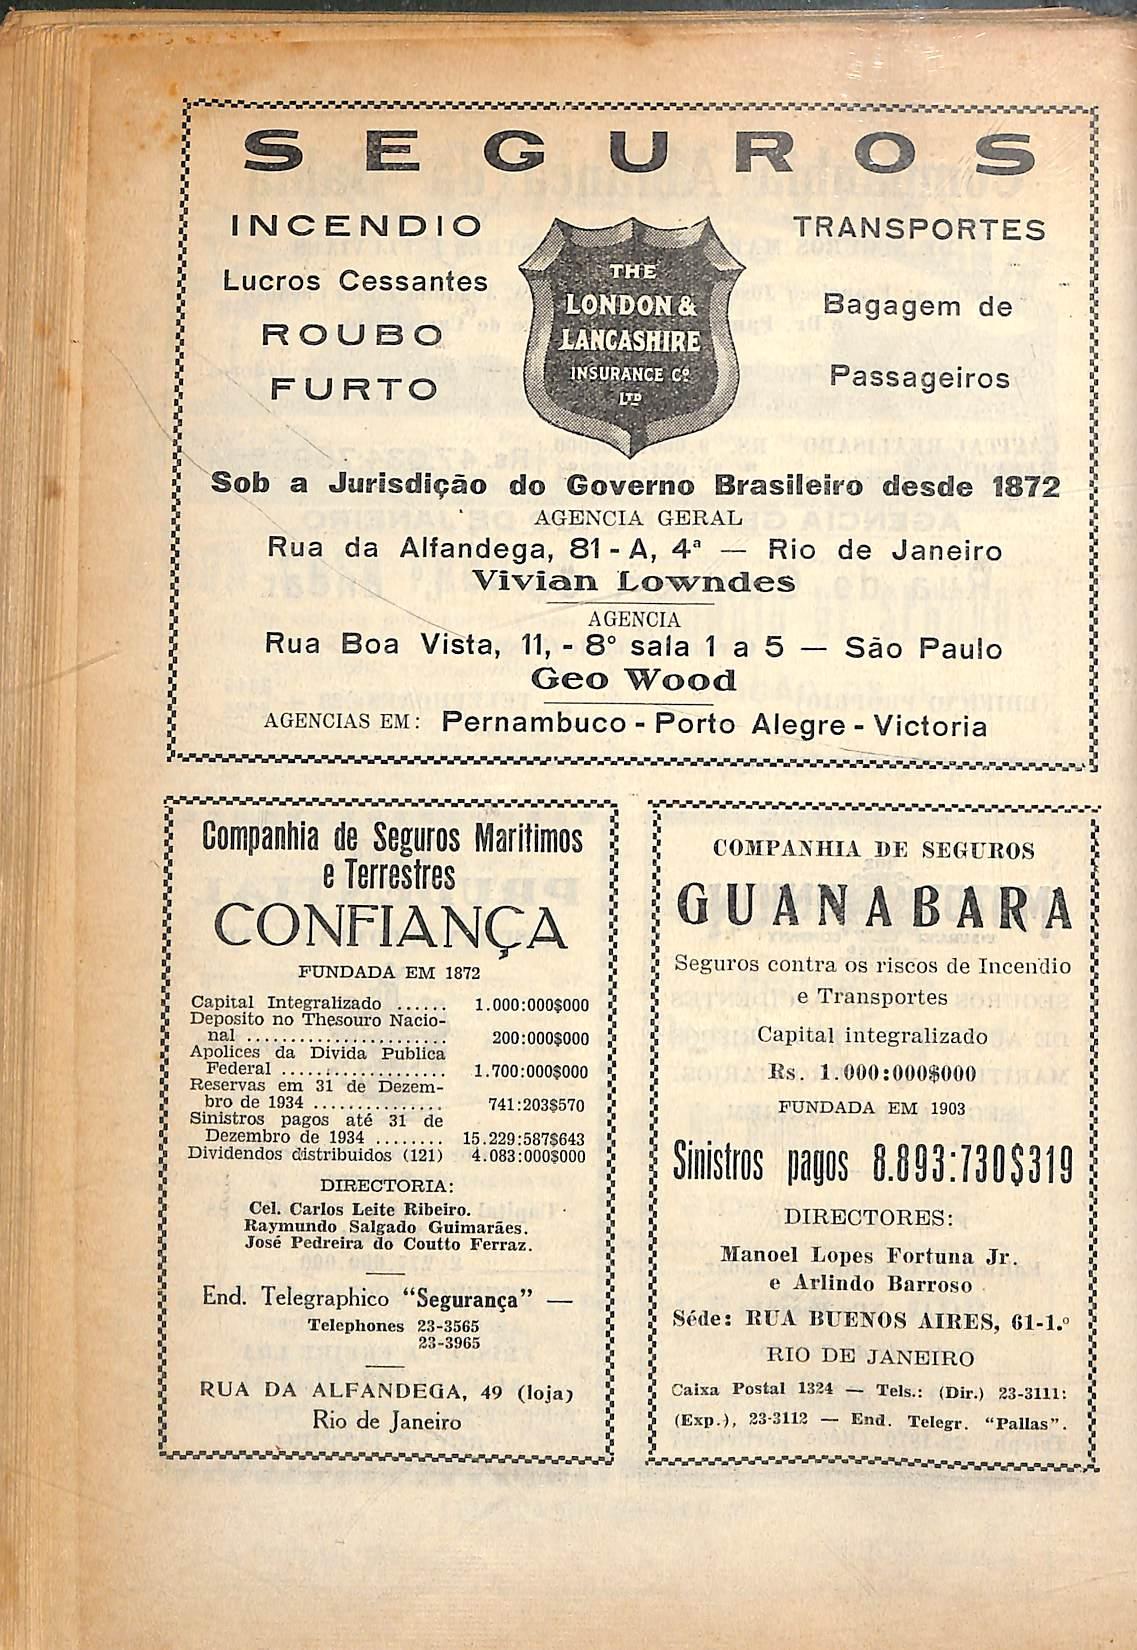 SEGUROS
INCENDIO
Lucros Cessantes
ROUBO
FURTO
THE
LONDON &
LANCASHIRE
INSURANCE Cº
LTD
TRANSPORTES
Bagagem de
Passageiros
Sob a Jurisdição do Governo Brasileiro desde 1872
AGENCIA GERAL
Rua da Alfandega, 81 - A, 4ª — Rio de Janeiro
Vivian Lowndes
AGENCIA
Rua Boa Vista, 11, - 8º sala 1 a 5 — São Paulo
Geo Wood
AGENCIAS EM: Pernambuco - Porto Alegre - Victoria
Companhia de Seguros Maritimos
e Terrestres
CONFIANÇA
FUNDADA EM 1872
Capital Integralizado ...... 1.000:000$000
Deposito no Thesouro Nacio-
nal ....................... 200:000$000
Apolices da Divida Publica
Federal ................... 1.700:000$000
Reservas em 31 de Dezem-
bro de 1934 ............... 741:203$570
Sinistros pagos até 31 de
Dezembro de 1934 ........ 15.229:587$643
Dividendos distribuidos (121) 4.083:000$000
DIRECTORIA:
Cel. Carlos Leite Ribeiro.
Raymundo Salgado Guimarães.
José Pedreira do Coutto Ferraz.
End. Telegraphico "Segurança" —
Telephones 23-3565
23-3965
RUA DA ALFANDEGA, 49 (loja)
Rio de Janeiro
COMPANHIA DE SEGUROS
GUANABARA
Seguros contra os riscos de Incendio
e Transportes
Capital integralizado
Rs. 1.000:000$000
FUNDADA EM 1903
Sinistros pagos 8.893:730$319
DIRECTORES:
Manoel Lopes Fortuna Jr.
e Arlindo Barroso
Séde: RUA BUENOS AIRES, 61-1.º
RIO DE JANEIRO
Caixa Postal 1324 — Tels.: (Dir.) 23-3111:
(Exp.), 23-3112 — End. Telegr. "Pallas".